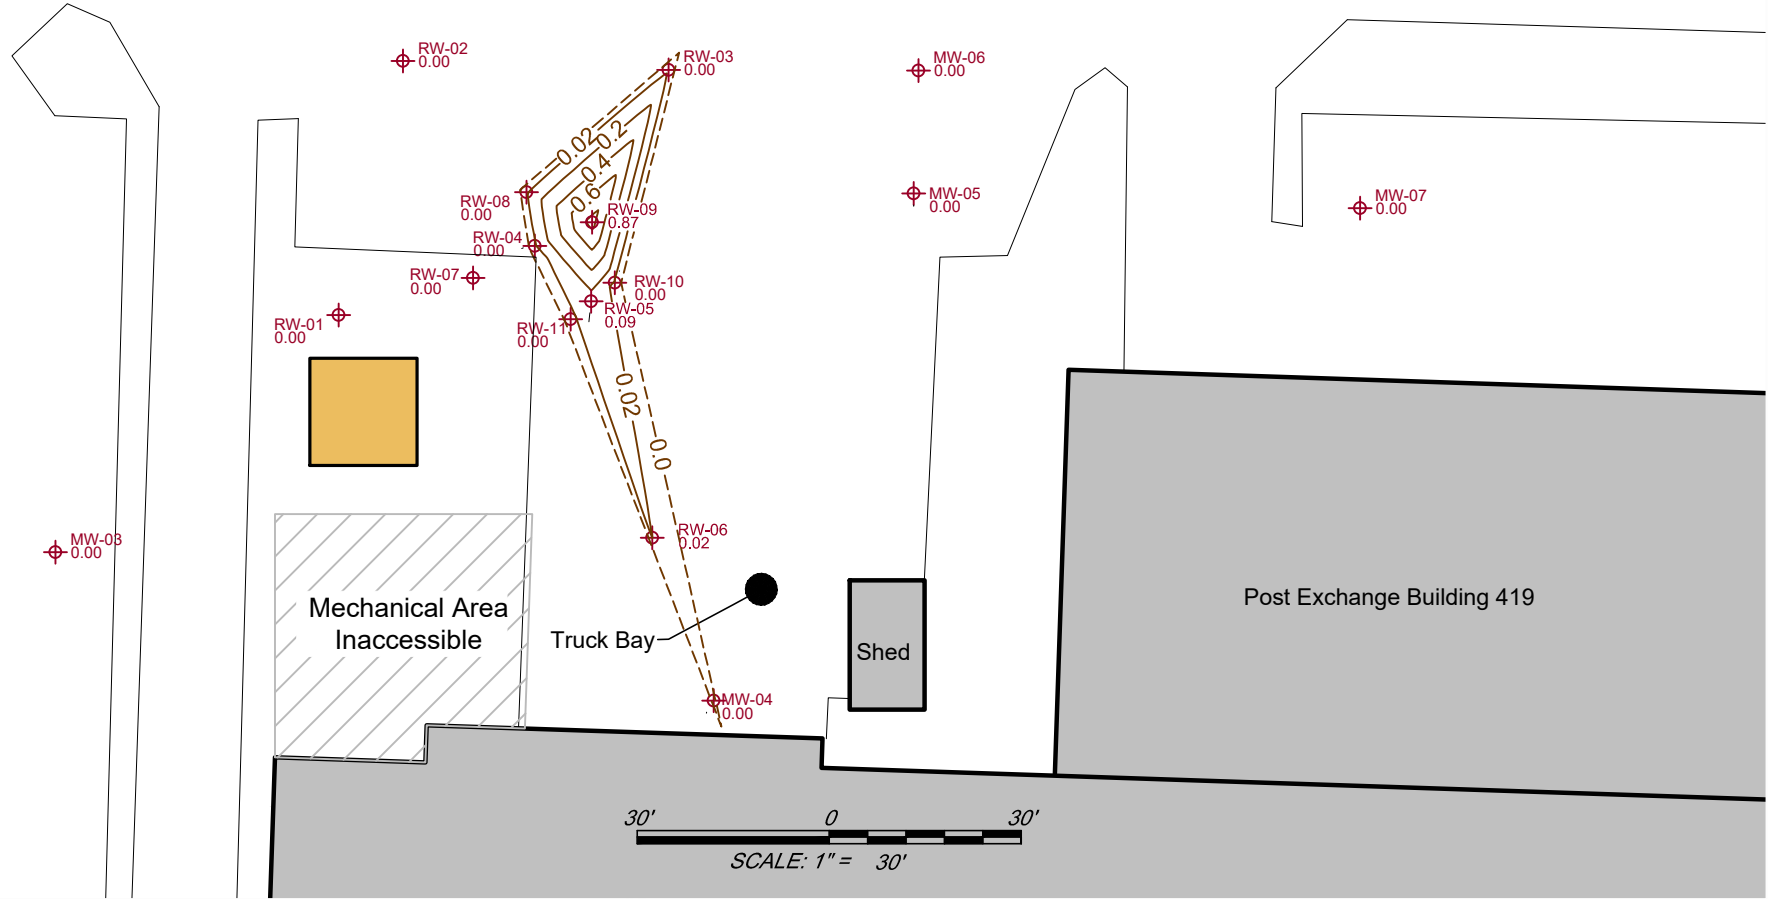 RW-02
0.00
RW-03
0.00
MW-06
0.00
0.02
0.2
0.4
0.6
RW-08
0.00
RW-09
0.87
MW-05
0.00
MW-07
0.00
RW-04
0.00
RW-07
0.00
RW-10
0.00
RW-05
0.09
RW-01
0.00
RW-11
0.00
0.02
0.0
RW-06
0.02
MW-03
0.00
Mechanical Area
Inaccessible
Truck Bay
Shed
Post Exchange Building 419
MW-04
0.00
30' 0 30'
SCALE: 1" = 30'